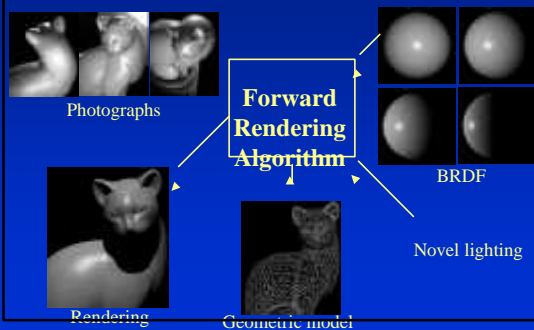 Photographs
Forward
Rendering
Algorithm
BRDF
Novel lighting
Rendering
Geometric model